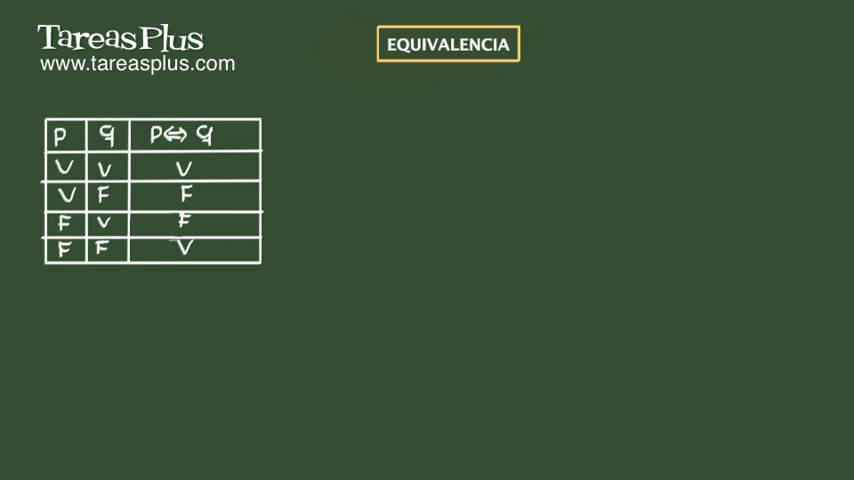 TareasPlus
www.tareasplus.com
EQUIVALENCIA
P q P⇔q
V V V
V F F
F V F
F F V